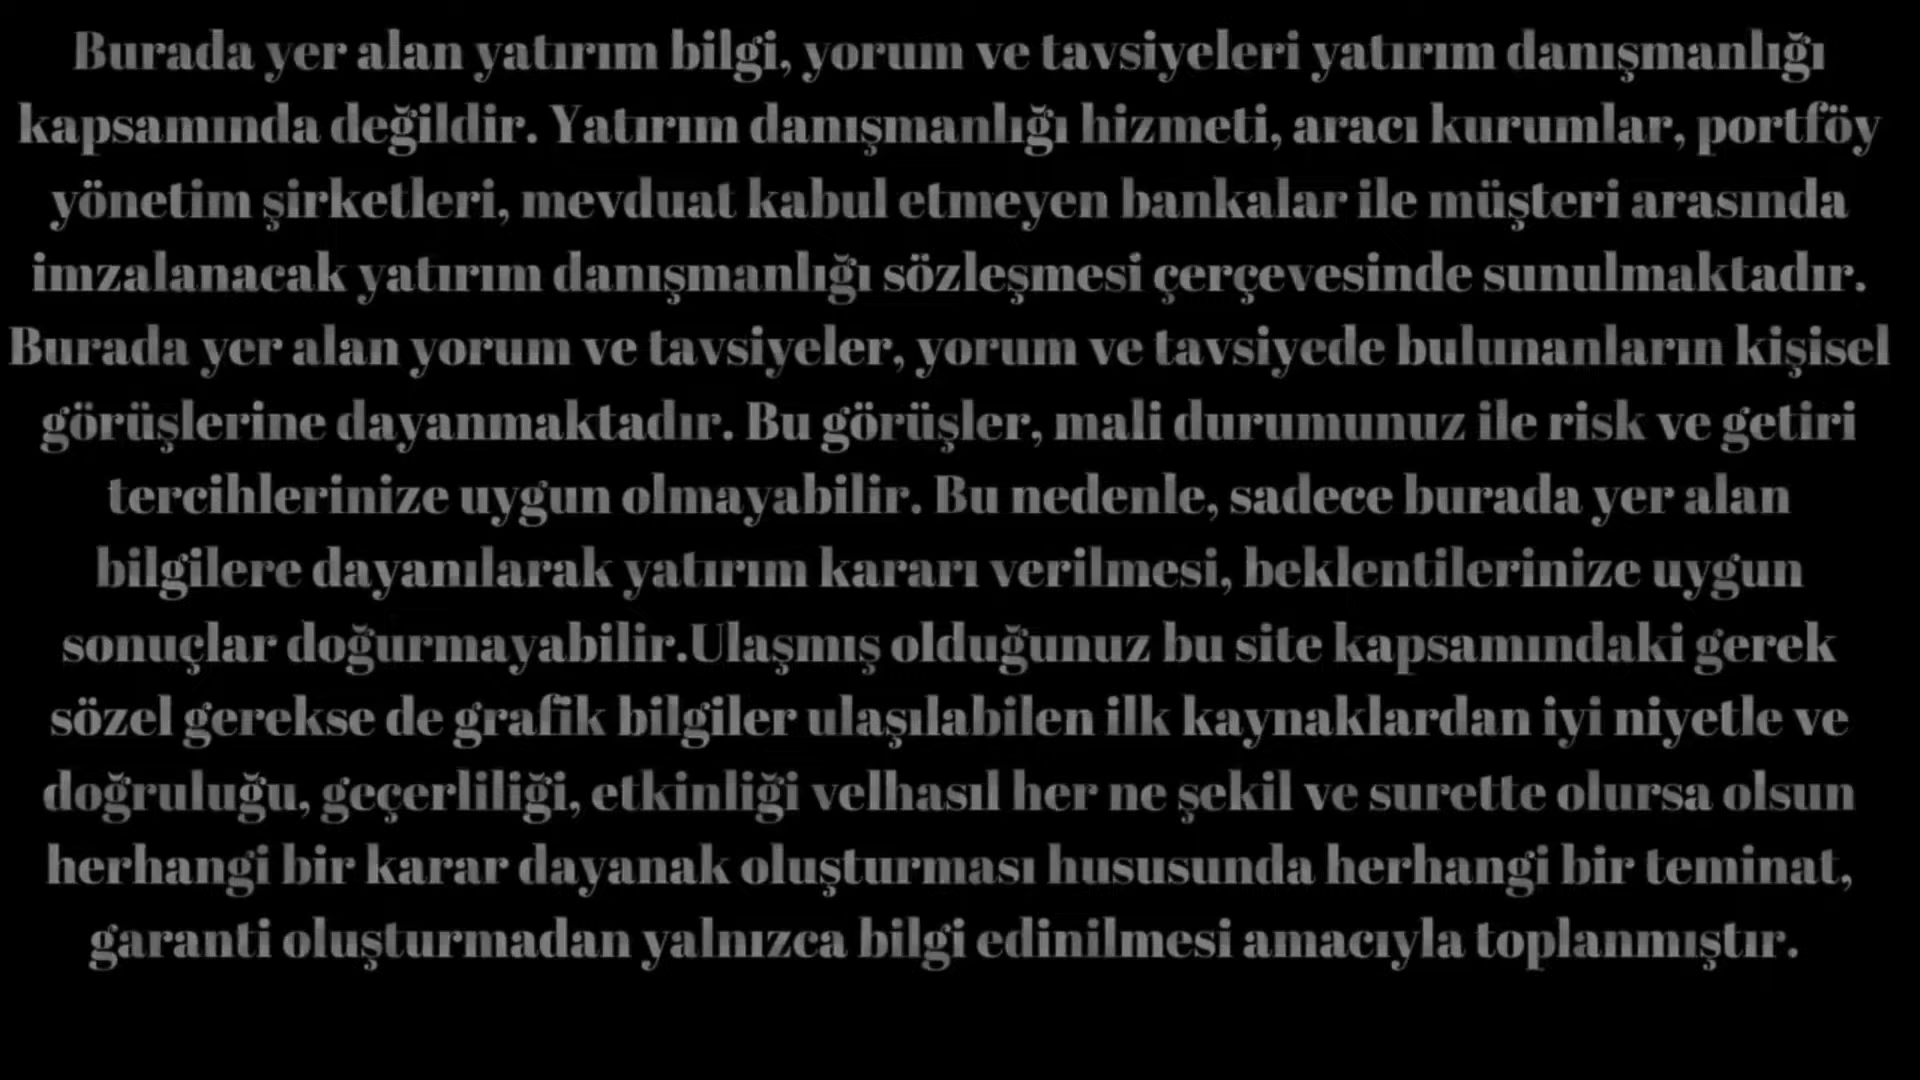 Burada yer alan yatırım bilgi, yorum ve tavsiyeleri yatırım danışmanlığı
kapsamında değildir. Yatırım danışmanlığı hizmeti, aracı kurumlar, portföy
yönetim şirketleri, mevduat kabul etmeyen bankalar ile müşteri arasında
imzalanacak yatırım danışmanlığı sözleşmesi çerçevesinde sunulmaktadır.
Burada yer alan yorum ve tavsiyeler, yorum ve tavsiyede bulunanların kişisel
görüşlerine dayanmaktadır. Bu görüşler, mali durumunuz ile risk ve getiri
tercihlerinize uygun olmayabilir. Bu nedenle, sadece burada yer alan
bilgilere dayanılarak yatırım kararı verilmesi, beklentilerinize uygun
sonuçlar doğurmayabilir.Ulaşmış olduğunuz bu site kapsamındaki gerek
sözel gerekse de grafik bilgiler ulaşılabilen ilk kaynaklardan iyi niyetle ve
doğruluğu, geçerliliği, etkinliği velhasıl her ne şekil ve surette olursa olsun
herhangi bir karar dayanak oluşturması hususunda herhangi bir teminat,
garanti oluşturmadan yalnızca bilgi edinilmesi amacıyla toplanmıştır.